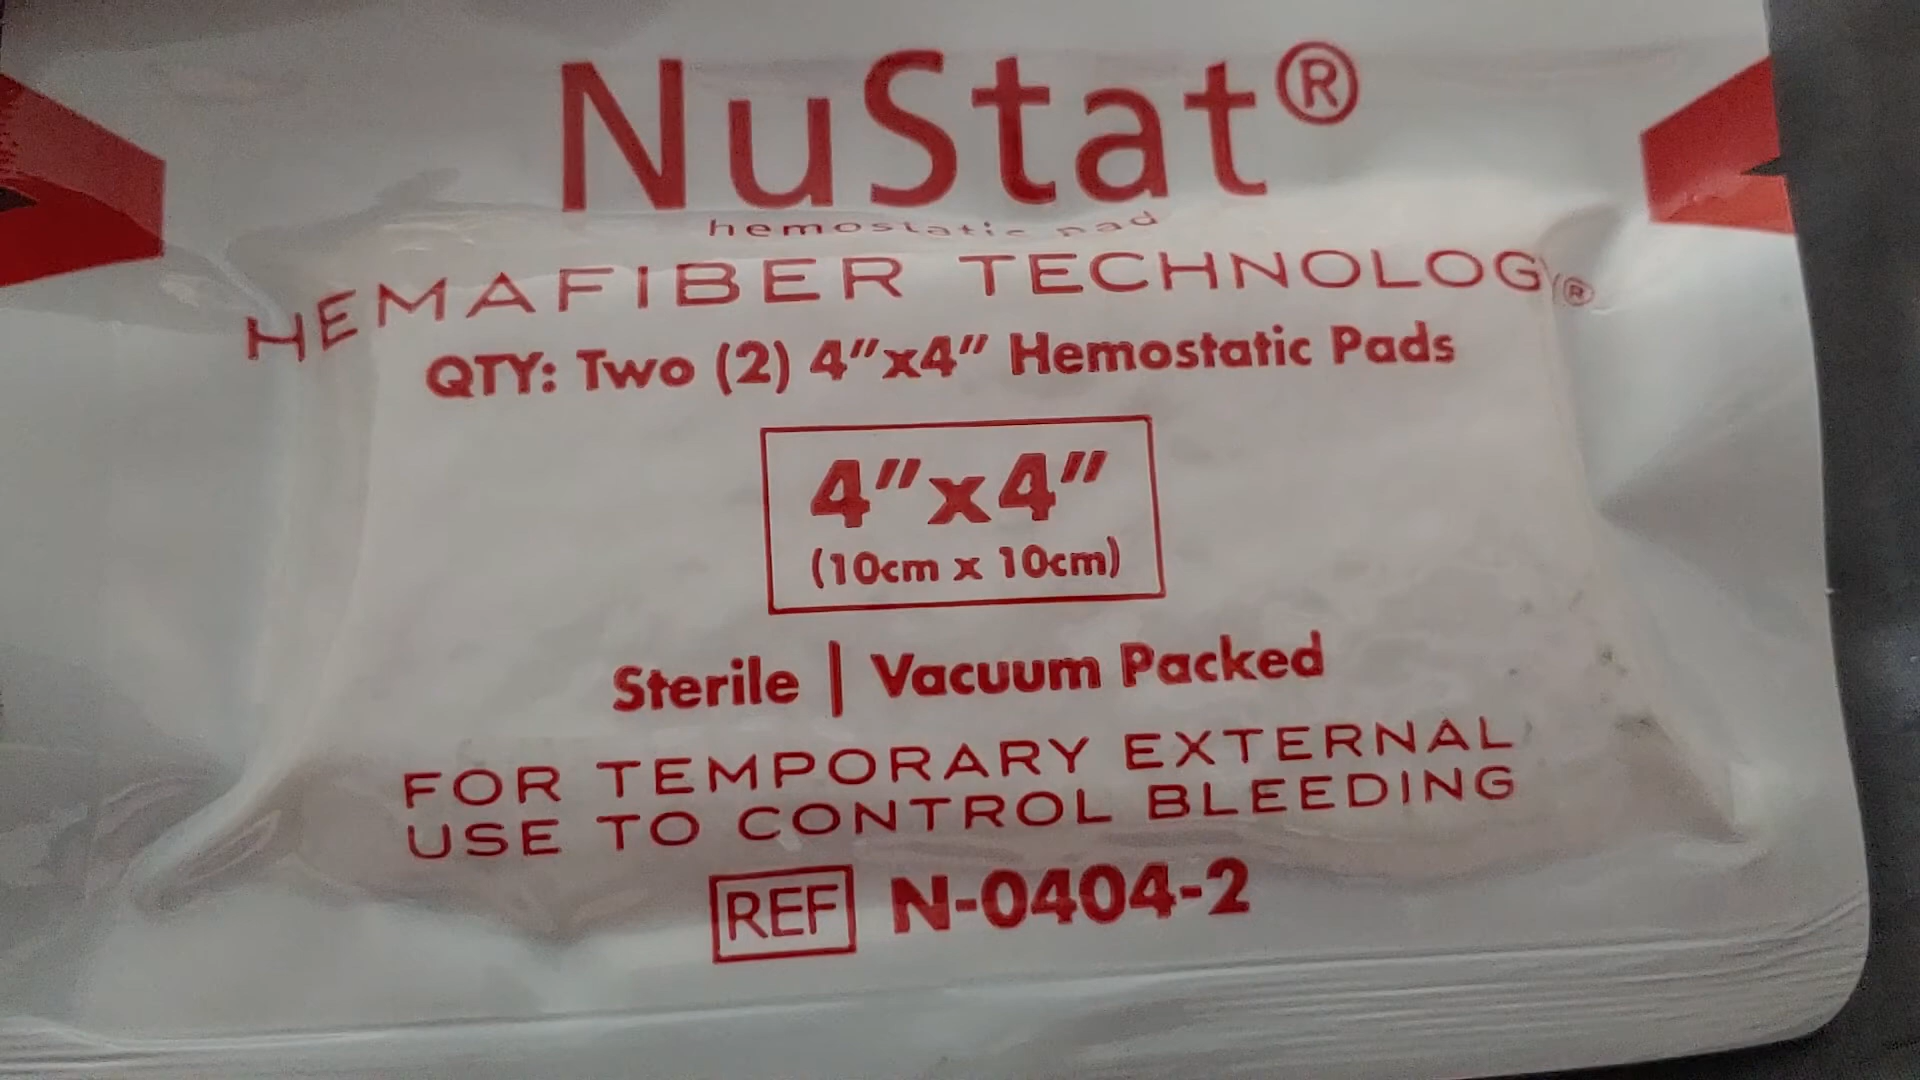 NuStat®
hemostatic pad
HEMAFIBER TECHNOLOGY®
QTY: Two (2) 4"x4" Hemostatic Pads
4"x4"
(10cm x 10cm)
Sterile | Vacuum Packed
FOR TEMPORARY EXTERNAL
USE TO CONTROL BLEEDING
REF N-0404-2